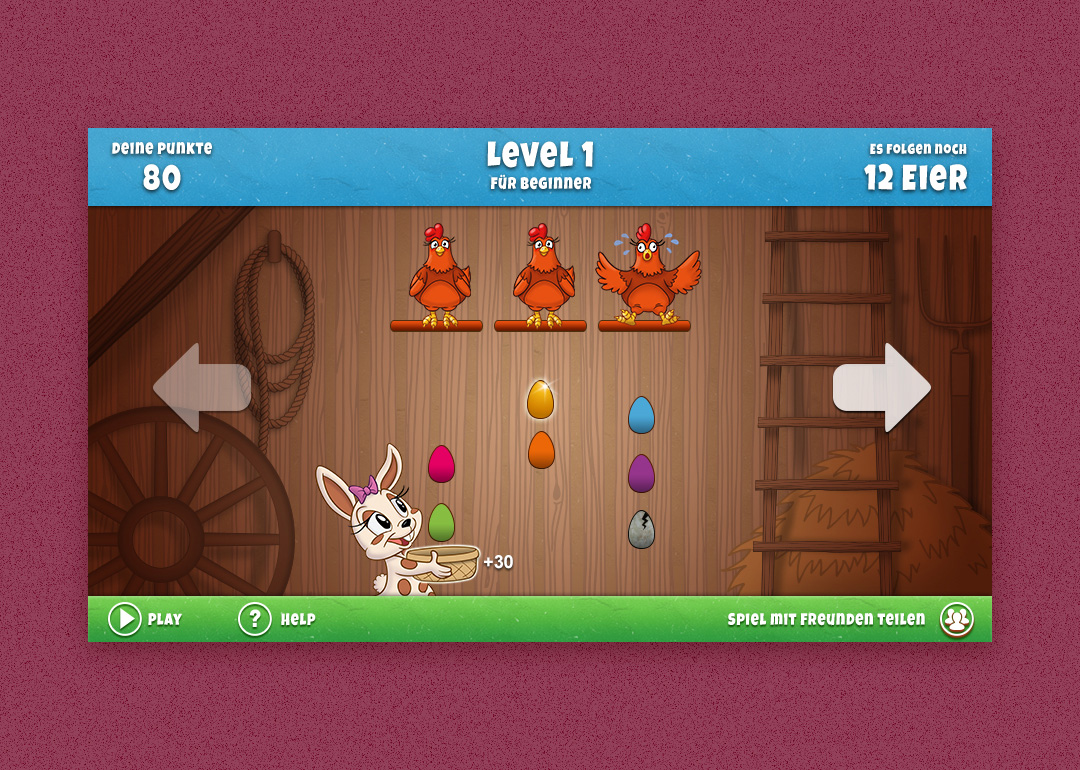 Deine Punkte
80
Level 1
Für Beginner
Es folgen noch
12 Eier
+30
Play
?
Help
Spiel mit Freunden teilen